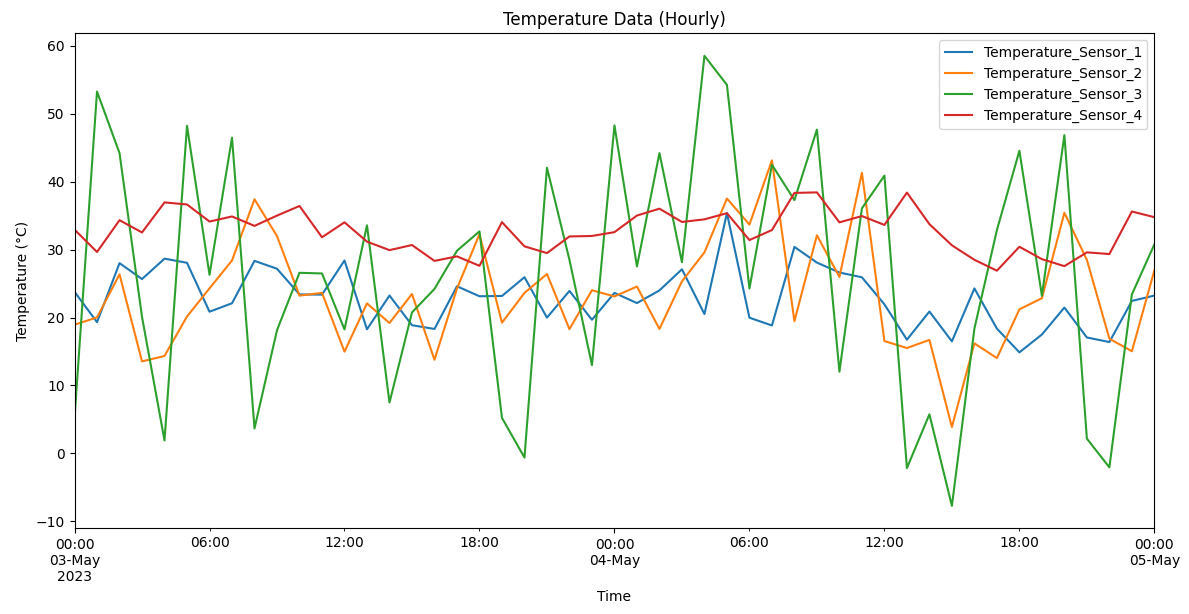 Temperature Data (Hourly)
Temperature_Sensor_1
Temperature_Sensor_2
Temperature_Sensor_3
Temperature_Sensor_4
Temperature (°C)
60
50
40
30
20
10
0
−10
00:00 06:00 12:00 18:00 00:00 06:00 12:00 18:00 00:00
03-May 04-May 05-May
2023
Time